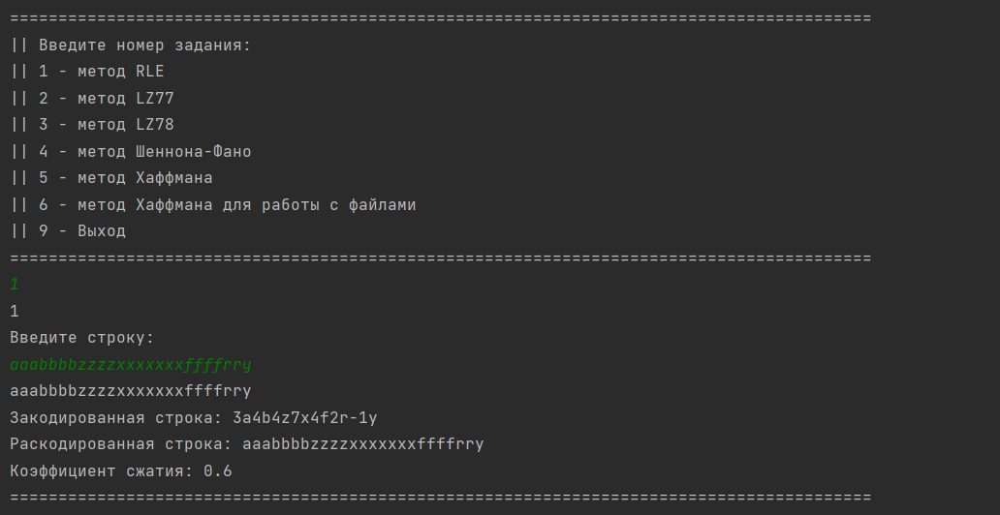 =========================================================================================
|| Введите номер задания:
|| 1 - метод RLE
|| 2 - метод LZ77
|| 3 - метод LZ78
|| 4 - метод Шеннона-Фано
|| 5 - метод Хаффмана
|| 6 - метод Хаффмана для работы с файлами
|| 9 - Выход
=========================================================================================
1
1
Введите строку:
aaabbbbzzzzxxxxxxxffffrry
aaabbbbzzzzxxxxxxxffffrry
Закодированная строка: 3a4b4z7x4f2r-1y
Раскодированная строка: aaabbbbzzzzxxxxxxxffffrry
Коэффициент сжатия: 0.6
=========================================================================================